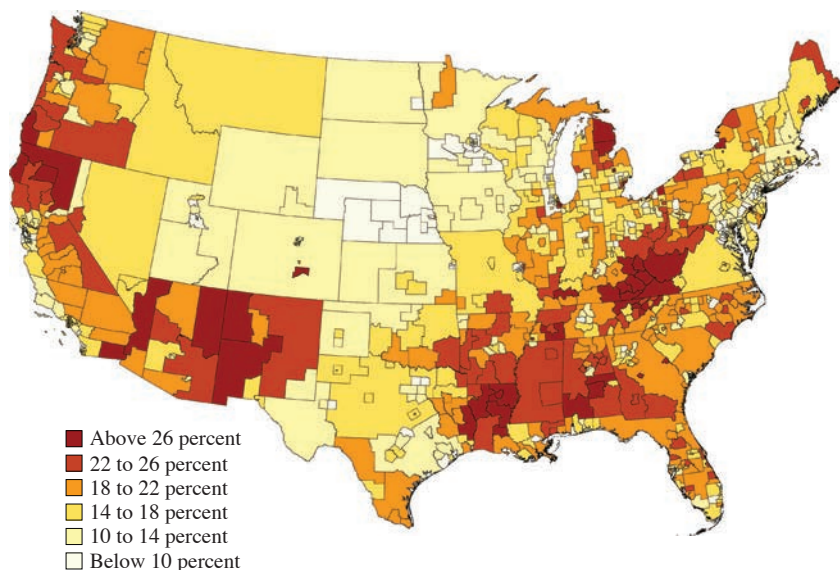 Above 26 percent
22 to 26 percent
18 to 22 percent
14 to 18 percent
10 to 14 percent
Below 10 percent